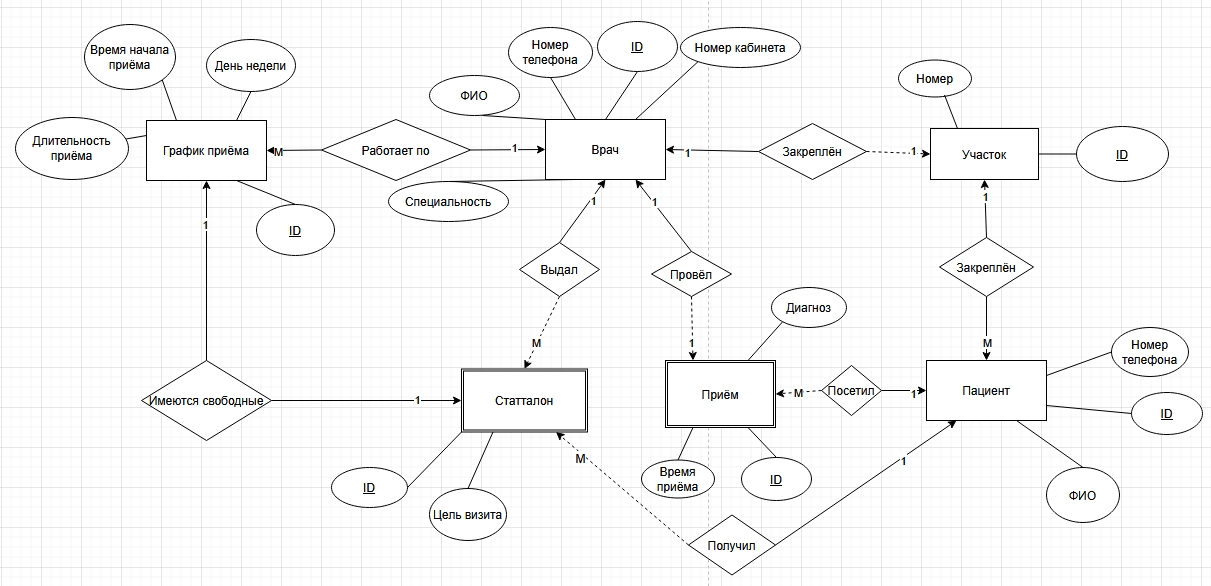 Время начала
приёма
День недели
Длительность
приёма
График приёма
ID
М
Работает по
1
ФИО
Номер
телефона
ID
Номер кабинета
Врач
Специальность
1
Закреплён
1
Номер
Участок
ID
1
1
1
1
Выдал
Провёл
Закреплён
М
1
М
Диагноз
Номер
телефона
Имеются свободные
1
Статталон
Приём
М
Посетил
1
Пациент
ID
М
1
ID
Цель визита
Время
приёма
ID
ФИО
Получил